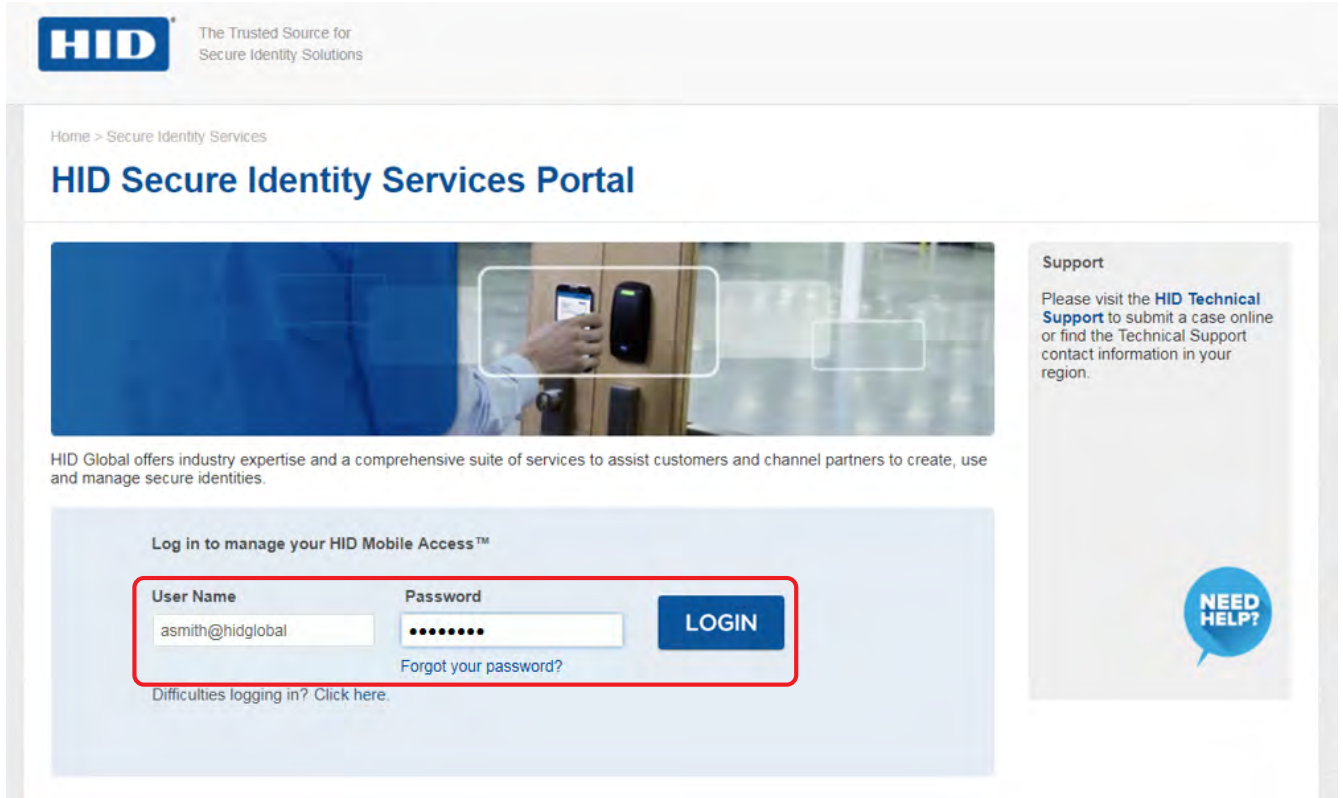 HID
The Trusted Source for
Secure Identity Solutions
Home > Secure Identity Services
HID Secure Identity Services Portal
Support
Please visit the HID Technical
Support to submit a case online
or find the Technical Support
contact information in your
region.
HID Global offers industry expertise and a comprehensive suite of services to assist customers and channel partners to create, use
and manage secure identities.
Log in to manage your HID Mobile Access™
User Name Password
asmith@hidglobal •••••••• LOGIN
Forgot your password?
Difficulties logging in? Click here.
NEED
HELP?